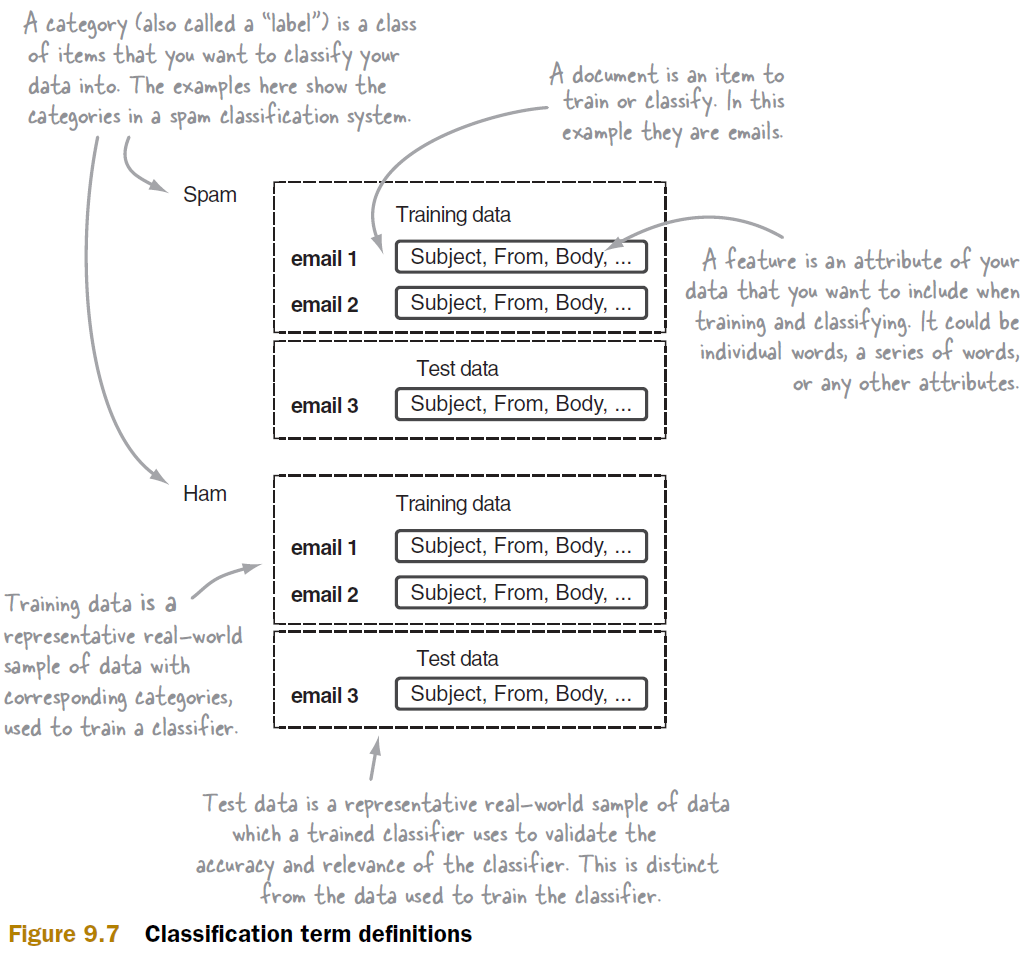 A category (also called a “label”) is a class
of items that you want to classify your
data into. The examples here show the
categories in a spam classification system.
A document is an item to
train or classify. In this
example they are emails.
Spam
Training data
email 1 Subject, From, Body, ...
email 2 Subject, From, Body, ...
A feature is an attribute of your
data that you want to include when
training and classifying. It could be
individual words, a series of words,
or any other attributes.
Test data
email 3 Subject, From, Body, ...
Ham
Training data
email 1 Subject, From, Body, ...
email 2 Subject, From, Body, ...
Training data is a
representative real-world
sample of data with
corresponding categories,
used to train a classifier.
Test data
email 3 Subject, From, Body, ...
Test data is a representative real-world sample of data
which a trained classifier uses to validate the
accuracy and relevance of the classifier. This is distinct
from the data used to train the classifier.
Figure 9.7 Classification term definitions